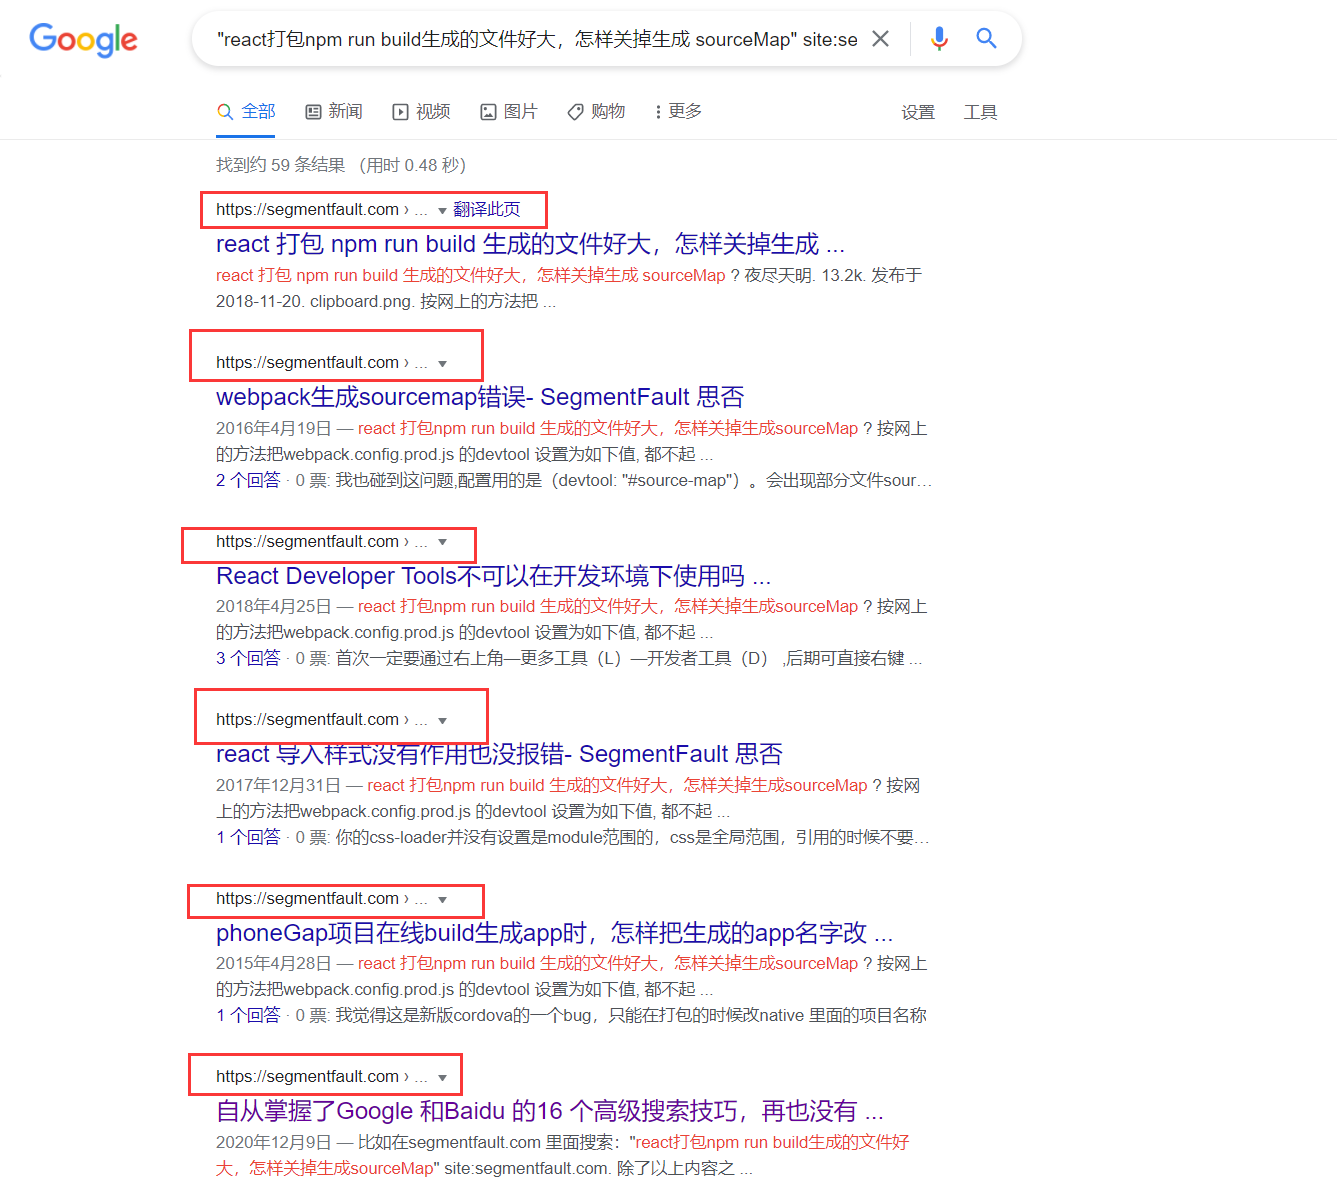 Google
"react打包npm run build生成的文件好大，怎样关掉生成 sourceMap" site:se
全部 新闻 视频 图片 购物 更多 设置 工具
找到约 59 条结果 （用时 0.48 秒）
https://segmentfault.com › ... 翻译此页
react 打包 npm run build 生成的文件好大，怎样关掉生成 ...
react 打包 npm run build 生成的文件好大，怎样关掉生成 sourceMap ? 夜尽天明. 13.2k. 发布于
2018-11-20. clipboard.png. 按网上的方法把 ...
https://segmentfault.com › ...
webpack生成sourcemap错误- SegmentFault 思否
2016年4月19日 — react 打包npm run build 生成的文件好大，怎样关掉生成sourceMap ? 按网上
的方法把webpack.config.prod.js 的devtool 设置为如下值, 都不起 ...
2 个回答 · 0 票: 我也碰到这问题,配置用的是（devtool: "#source-map"）。会出现部分文件sour...
https://segmentfault.com › ...
React Developer Tools不可以在开发环境下使用吗 ...
2018年4月25日 — react 打包npm run build 生成的文件好大，怎样关掉生成sourceMap ? 按网上
的方法把webpack.config.prod.js 的devtool 设置为如下值, 都不起 ...
3 个回答 · 0 票: 首次一定要通过右上角—更多工具（L）—开发者工具（D） ,后期可直接右键 ...
https://segmentfault.com › ...
react 导入样式没有作用也没报错- SegmentFault 思否
2017年12月31日 — react 打包npm run build 生成的文件好大，怎样关掉生成sourceMap ? 按网
上的方法把webpack.config.prod.js 的devtool 设置为如下值, 都不起 ...
1 个回答 · 0 票: 你的css-loader并没有设置是module范围的，css是全局范围，引用的时候不要...
https://segmentfault.com › ...
phoneGap项目在线build生成app时，怎样把生成的app名字改 ...
2015年4月28日 — react 打包npm run build 生成的文件好大，怎样关掉生成sourceMap ? 按网上
的方法把webpack.config.prod.js 的devtool 设置为如下值, 都不起 ...
1 个回答 · 0 票: 我觉得这是新版cordova的一个bug，只能在打包的时候改native 里面的项目名称
https://segmentfault.com › ...
自从掌握了Google 和Baidu 的16 个高级搜索技巧，再也没有 ...
2020年12月9日 — 比如在segmentfault.com 里面搜索："react打包npm run build生成的文件好
大，怎样关掉生成sourceMap" site:segmentfault.com. 除了以上内容之 ...